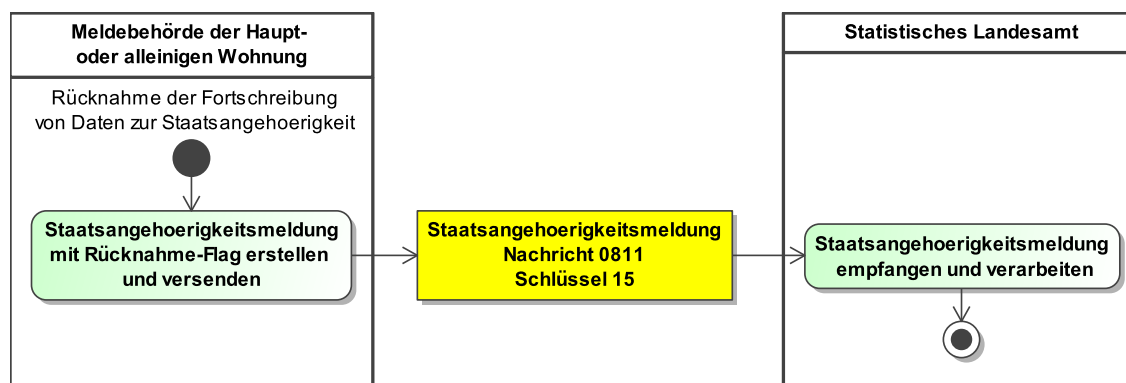 Meldebehörde der Haupt-
oder alleinigen Wohnung
Statistisches Landesamt
Rücknahme der Fortschreibung
von Daten zur Staatsangehoerigkeit
Staatsangehoerigkeitsmeldung
mit Rücknahme-Flag erstellen
und versenden
Staatsangehoerigkeitsmeldung
Nachricht 0811
Schlüssel 15
Staatsangehoerigkeitsmeldung
empfangen und verarbeiten